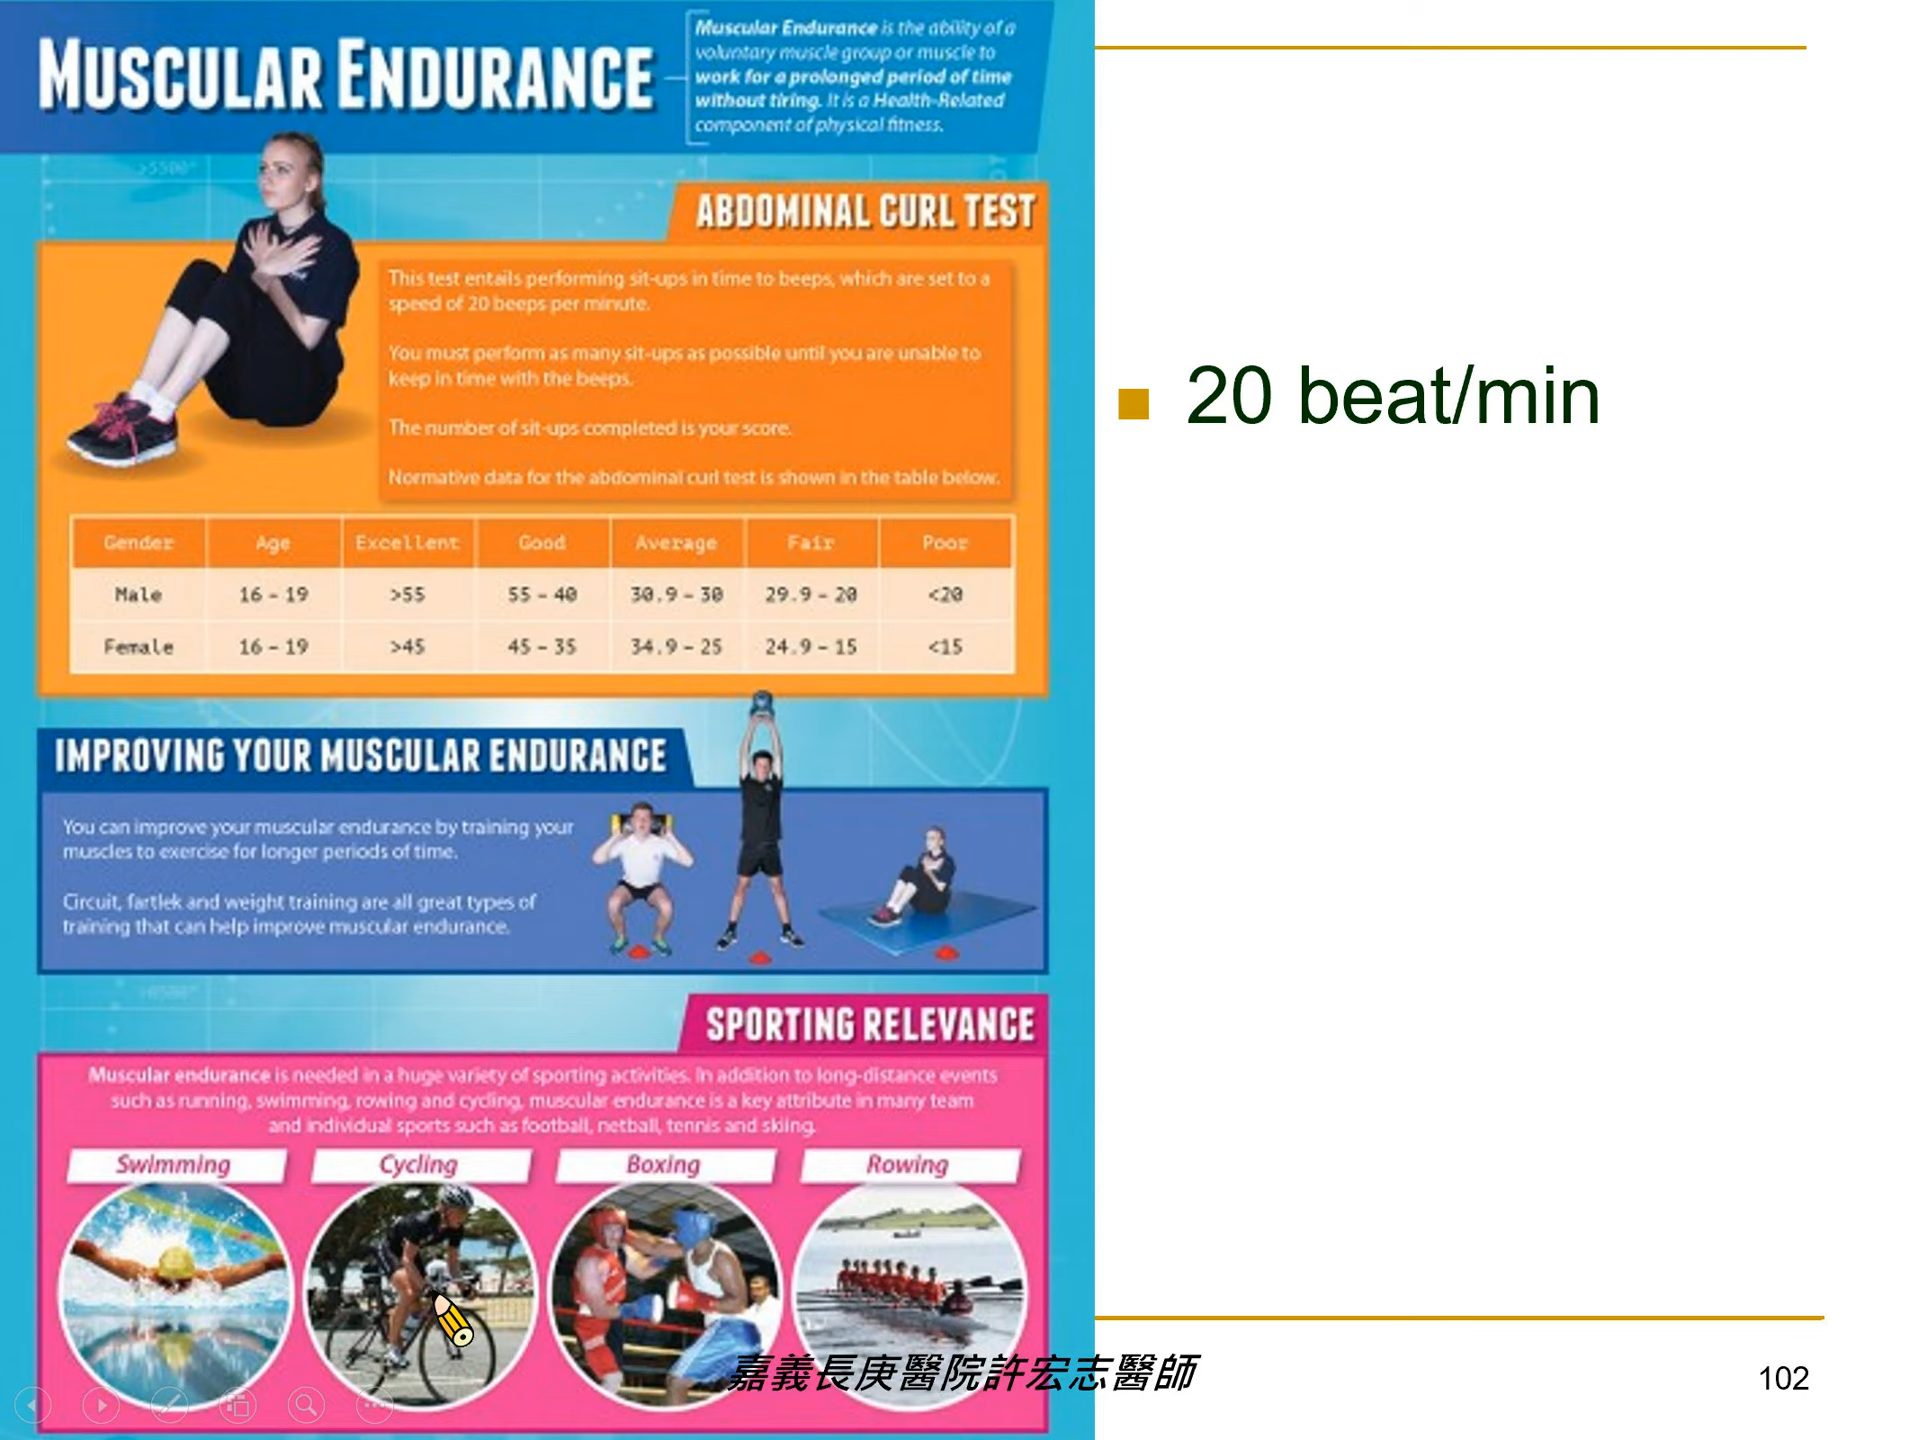 MUSCULAR ENDURANCE
Muscular Endurance is the ability of a
voluntary muscle group or muscle to
work for a prolonged period of time
without tiring. It is a Health-Related
component of physical fitness.
>5500"
ABDOMINAL CURL TEST
This test entails performing sit-ups in time to beeps, which are set to a
speed of 20 beeps per minute.
You must perform as many sit-ups as possible until you are unable to
keep in time with the beeps.
The number of sit-ups completed is your score.
Normative data for the abdominal curl test is shown in the table below.
Gender Age Excellent Good Average Fair Poor
Male 16 - 19 >55 55 - 40 30.9 - 30 29.9 - 20 <20
Female 16 - 19 >45 45 - 35 34.9 - 25 24.9 - 15 <15
IMPROVING YOUR MUSCULAR ENDURANCE
You can improve your muscular endurance by training your
muscles to exercise for longer periods of time.
Circuit, fartlek and weight training are all great types of
training that can help improve muscular endurance.
SPORTING RELEVANCE
Muscular endurance is needed in a huge variety of sporting activities. In addition to long-distance events
such as running, swimming, rowing and cycling, muscular endurance is a key attribute in many team
and individual sports such as football, netball, tennis and skiing.
Swimming Cycling Boxing Rowing
20 beat/min
嘉義長庚醫院許宏志醫師
102